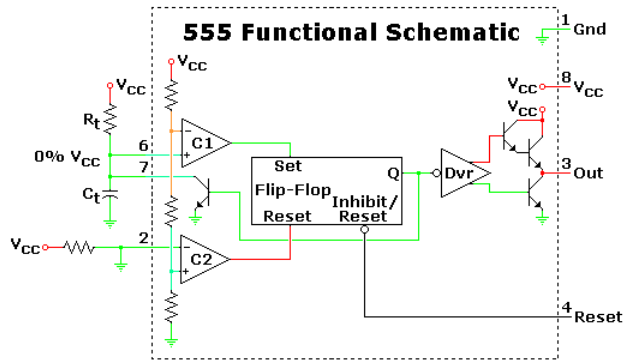 555 Functional Schematic
1 Gnd
VCC
VCC
VCC 8 VCC
VCC
Rt
6
C1
0% VCC
7
Set
Q
Dvr
3 Out
Ct
Flip-Flop
Inhibit/
Reset
Reset
VCC
2
C2
4
Reset